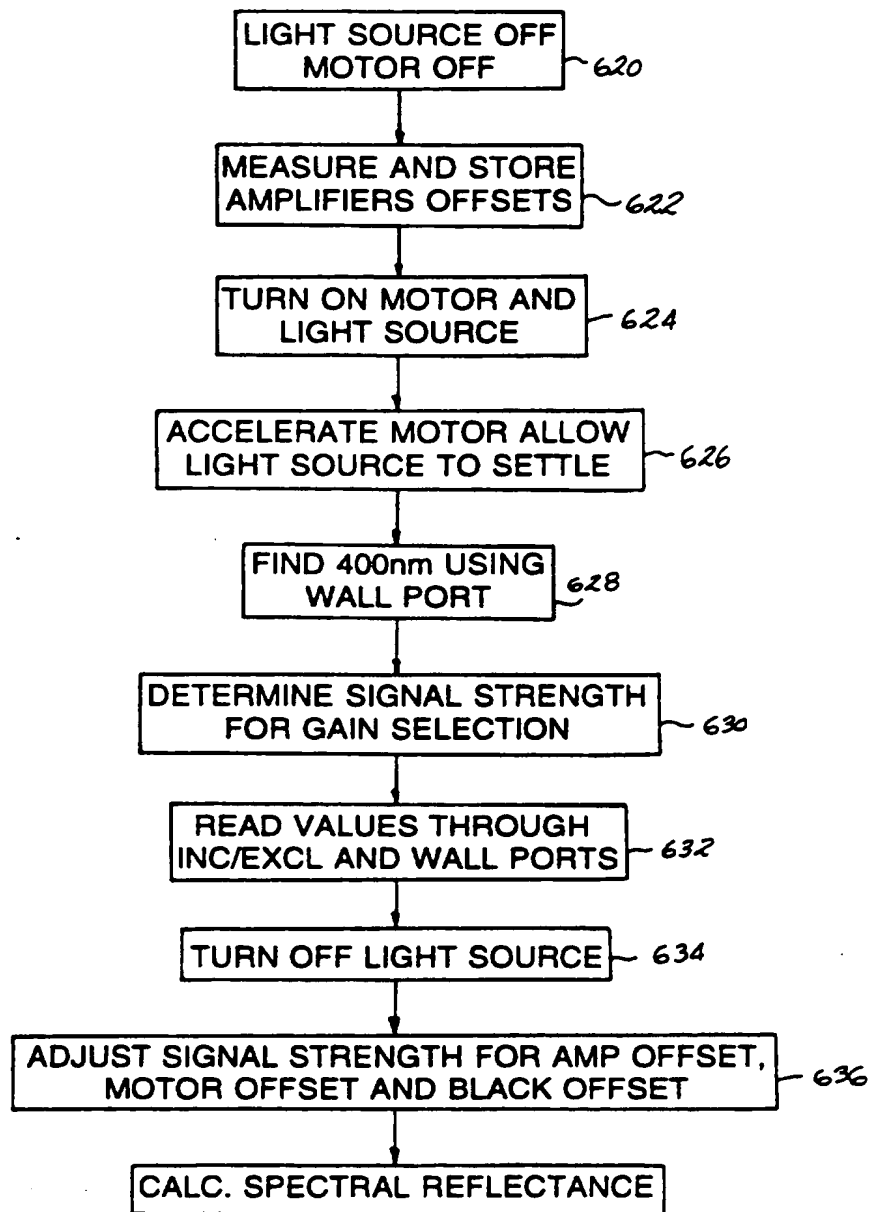 LIGHT SOURCE OFF
MOTOR OFF
620
MEASURE AND STORE
AMPLIFIERS OFFSETS
622
TURN ON MOTOR AND
LIGHT SOURCE
624
ACCELERATE MOTOR ALLOW
LIGHT SOURCE TO SETTLE
626
FIND 400nm USING
WALL PORT
628
DETERMINE SIGNAL STRENGTH
FOR GAIN SELECTION
630
READ VALUES THROUGH
INC/EXCL AND WALL PORTS
632
TURN OFF LIGHT SOURCE
634
ADJUST SIGNAL STRENGTH FOR AMP OFFSET,
MOTOR OFFSET AND BLACK OFFSET
636
CALC. SPECTRAL REFLECTANCE